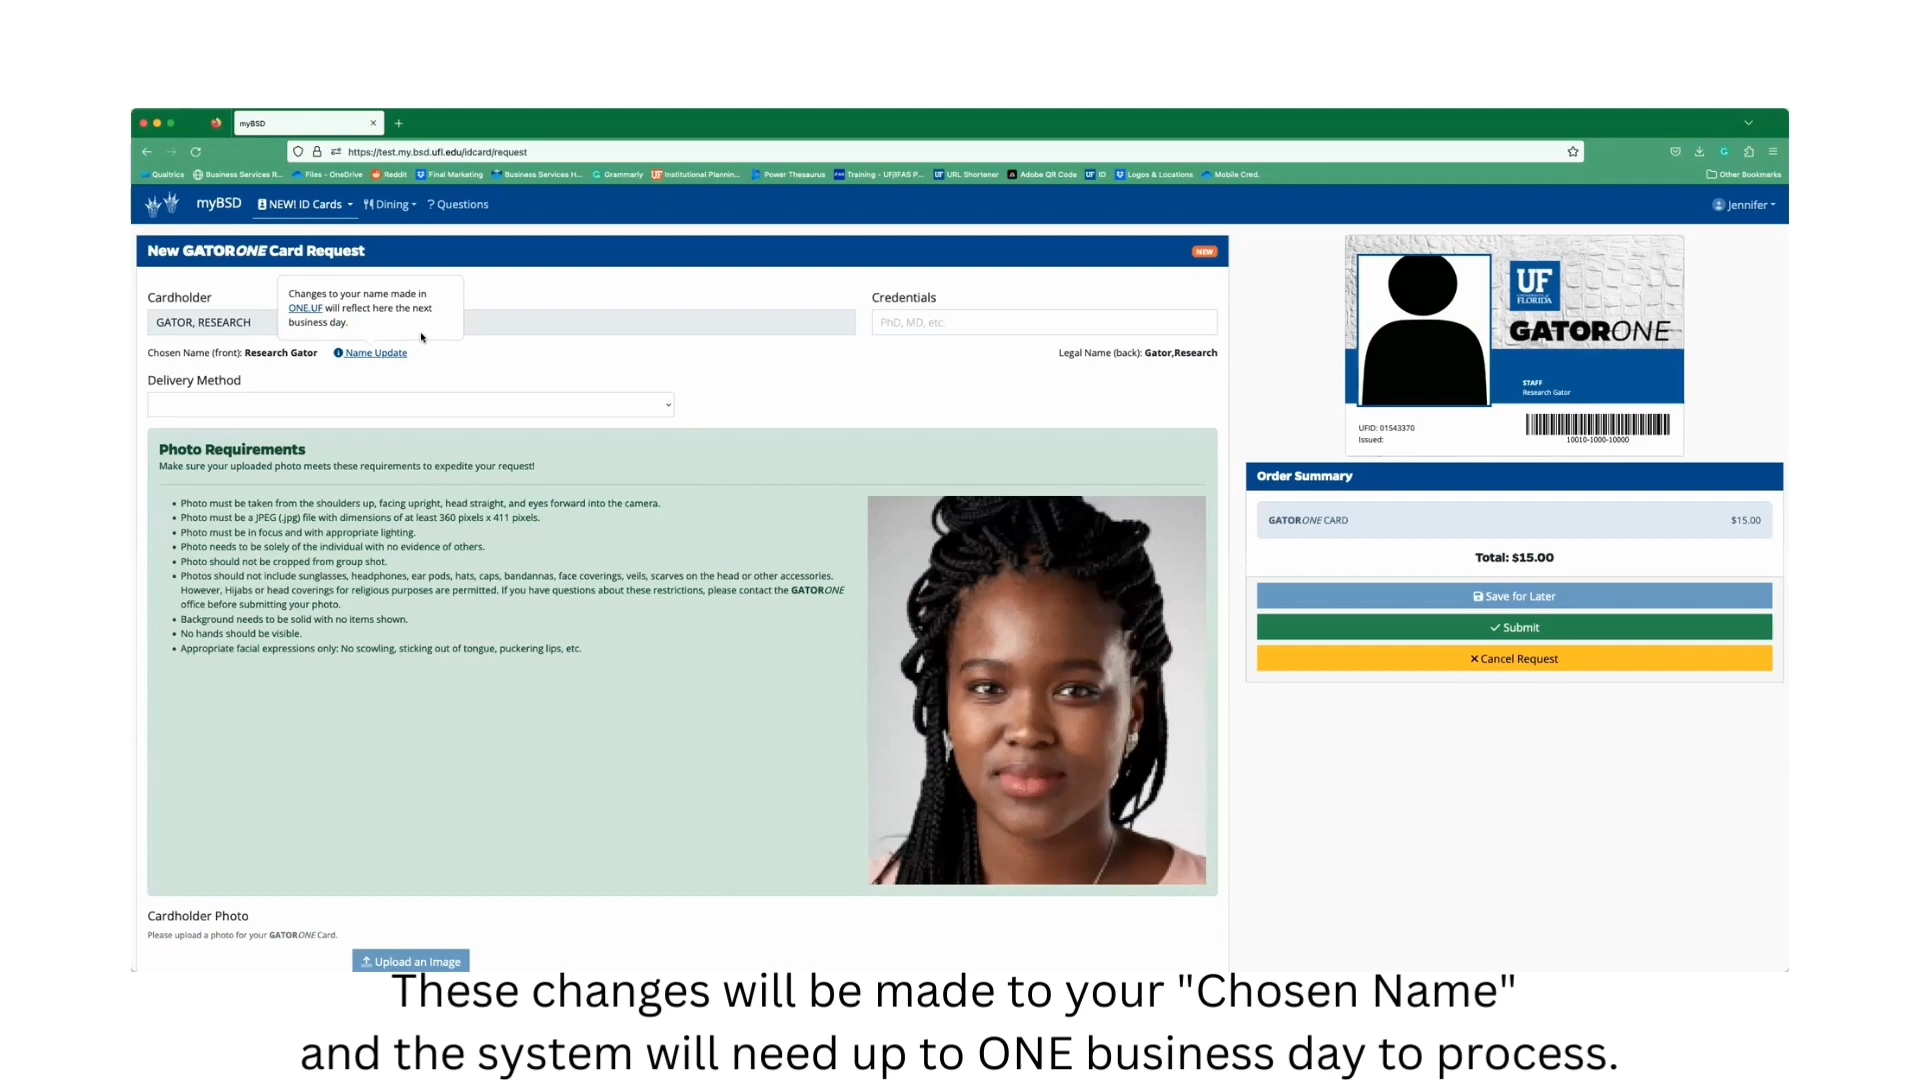 myBSD
https://test.my.bsd.ufl.edu/idcard/request
Qualtrics
Business Services R...
Files - OneDrive
Reddit
Final Marketing
Business Services H...
Grammarly
UF Institutional Plannin...
Power Thesaurus
Training - UF/IFAS P...
UF URL Shortener
Adobe QR Code
UF ID
Logos & Locations
Mobile Cred.
Other Bookmarks
myBSD
NEW! ID Cards
Dining
? Questions
Jennifer
New GATORONE Card Request
NEW
Cardholder
GATOR, RESEARCH
Changes to your name made in
ONE.UF will reflect here the next
business day.
Credentials
PhD, MD, etc.
Chosen Name (front): Research Gator
Name Update
Legal Name (back): Gator,Research
Delivery Method
Photo Requirements
Make sure your uploaded photo meets these requirements to expedite your request!
• Photo must be taken from the shoulders up, facing upright, head straight, and eyes forward into the camera.
• Photo must be a JPEG (.jpg) file with dimensions of at least 360 pixels x 411 pixels.
• Photo must be in focus and with appropriate lighting.
• Photo needs to be solely of the individual with no evidence of others.
• Photo should not be cropped from group shot.
• Photos should not include sunglasses, headphones, ear pods, hats, caps, bandannas, face coverings, veils, scarves on the head or other accessories.
However, Hijabs or head coverings for religious purposes are permitted. If you have questions about these restrictions, please contact the GATORONE
office before submitting your photo.
• Background needs to be solid with no items shown.
• No hands should be visible.
• Appropriate facial expressions only: No scowling, sticking out of tongue, puckering lips, etc.
Cardholder Photo
Please upload a photo for your GATORONE Card.
Upload an Image
UF
UNIVERSITY of
FLORIDA
GATORONE
STAFF
Research Gator
UFID: 01543370
Issued:
10010-1000-10000
Order Summary
GATORONE CARD
$15.00
Total: $15.00
Save for Later
Submit
Cancel Request
These changes will be made to your "Chosen Name"
and the system will need up to ONE business day to process.